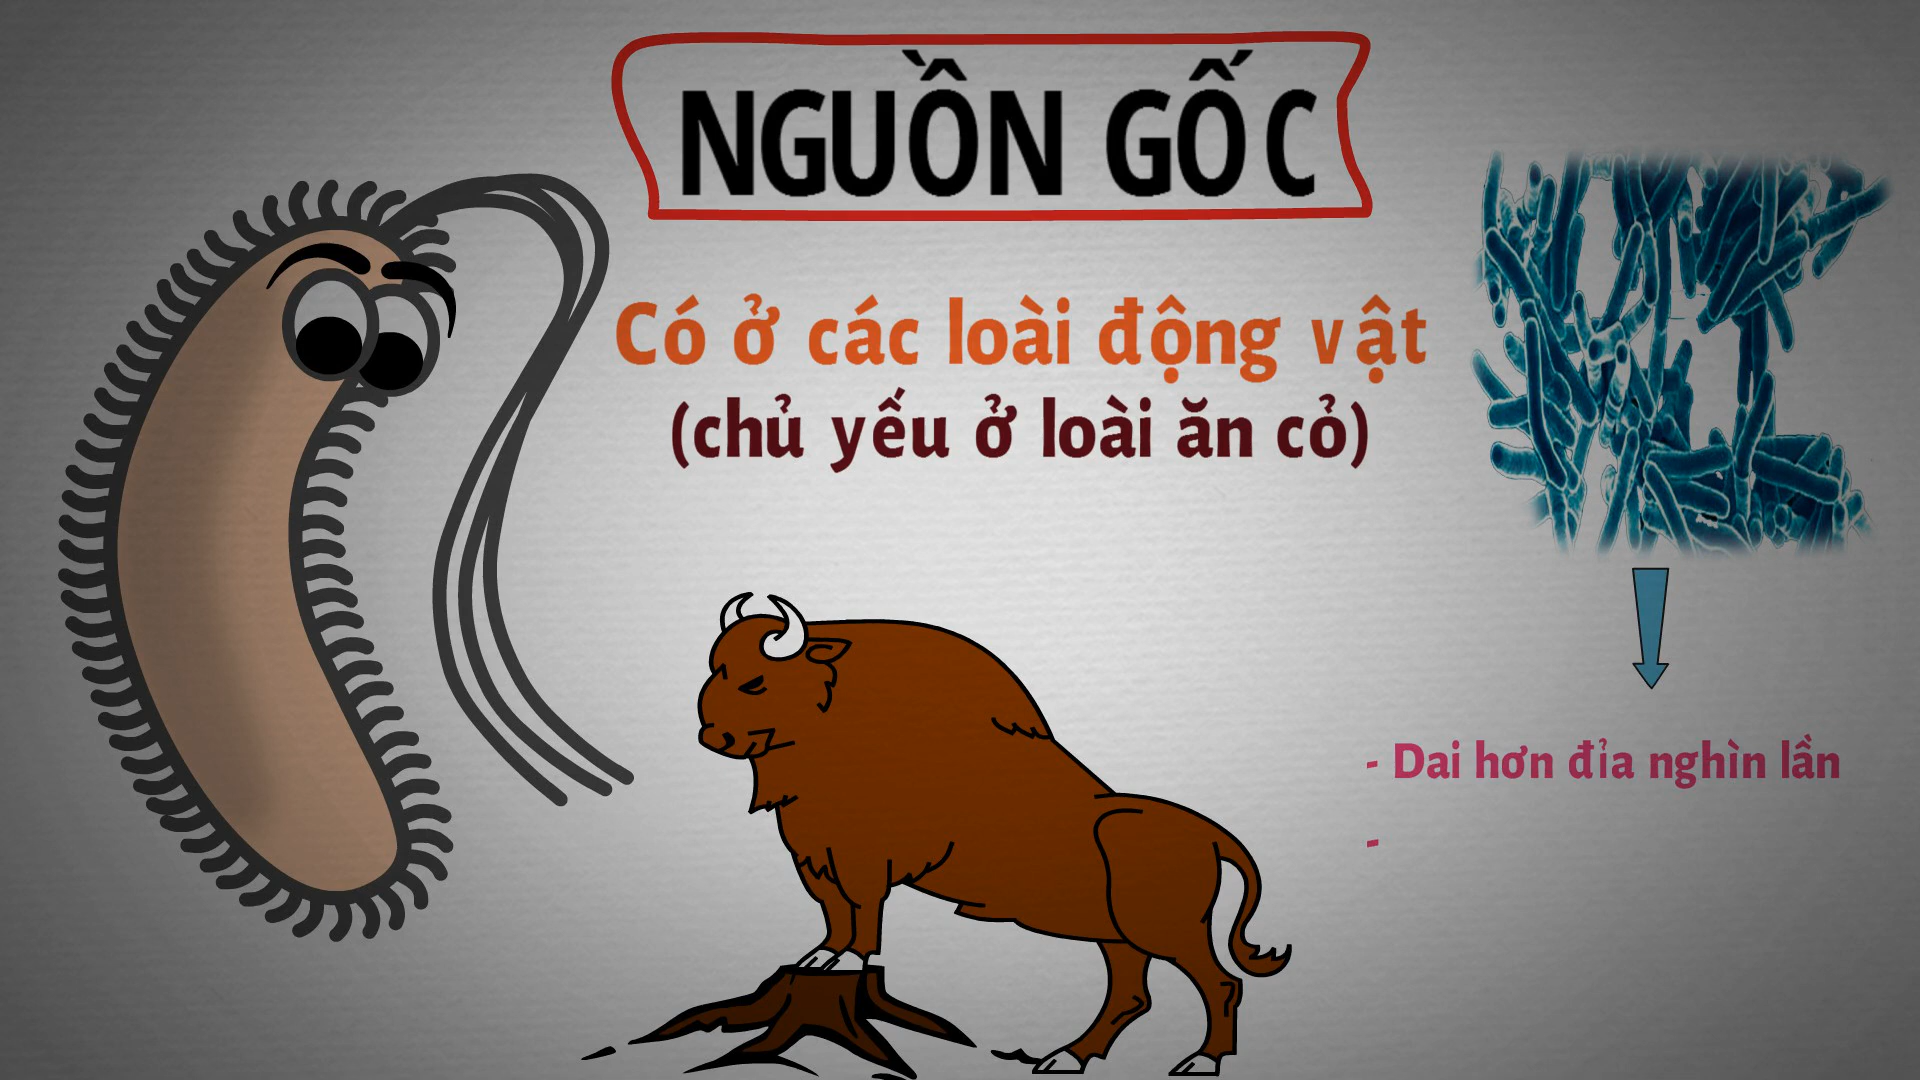 NGUỒN GỐC
Có ở các loài động vật
(chủ yếu ở loài ăn cỏ)
- Dai hơn đỉa nghìn lần
-